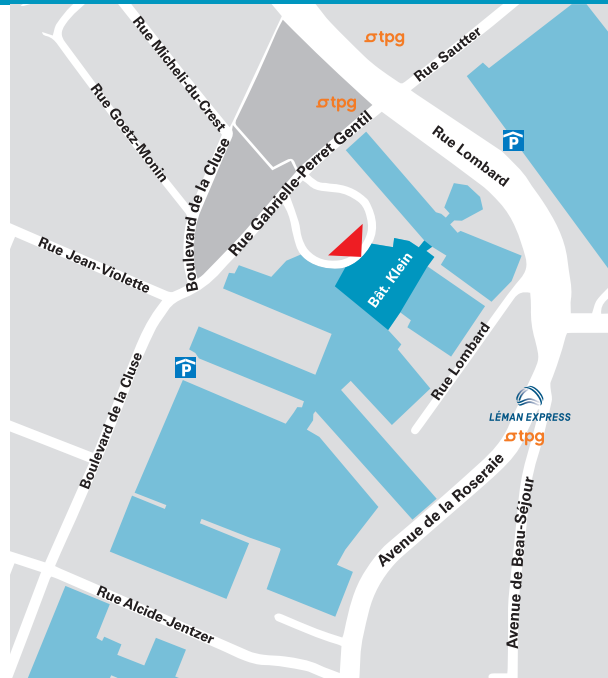 tpg
Rue Sautter
Rue Micheli-du-Crest
tpg
Rue Goetz-Monin
Rue Gabrielle-Perret Gentil
Rue Lombard
P
Boulevard de la Cluse
Rue Jean-Violette
Bât. Klein
P
Rue Lombard
Boulevard de la Cluse
LÉMAN EXPRESS
tpg
Avenue de la Roseraie
Avenue de Beau-Séjour
Rue Alcide-Jentzer